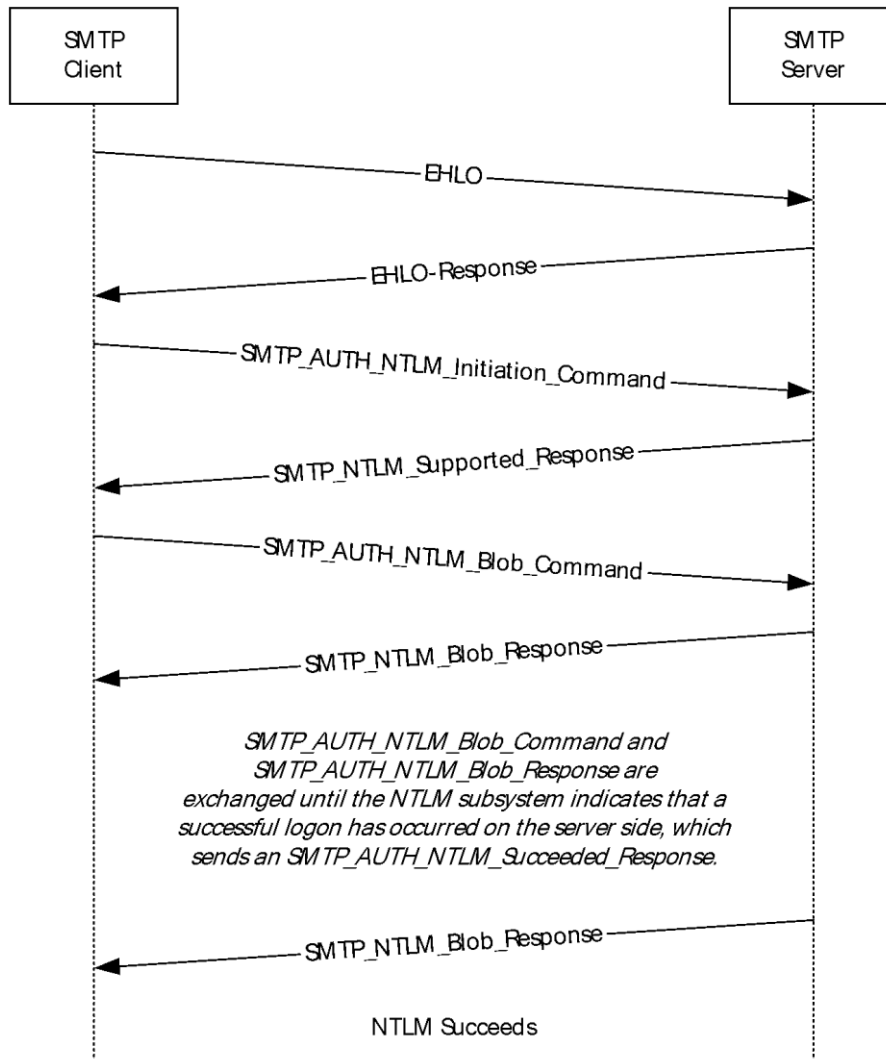 SMTP
Client
SMTP
Server
EHLO
EHLO-Response
SMTP_AUTH_NTLM_Initiation_Command
SMTP_NTLM_Supported_Response
SMTP_AUTH_NTLM_Blob_Command
SMTP_NTLM_Blob_Response
SMTP_AUTH_NTLM_Blob_Command and
SMTP_AUTH_NTLM_Blob_Response are
exchanged until the NTLM subsystem indicates that a
successful logon has occurred on the server side, which
sends an SMTP_AUTH_NTLM_Succeeded_Response.
SMTP_NTLM_Blob_Response
NTLM Succeeds